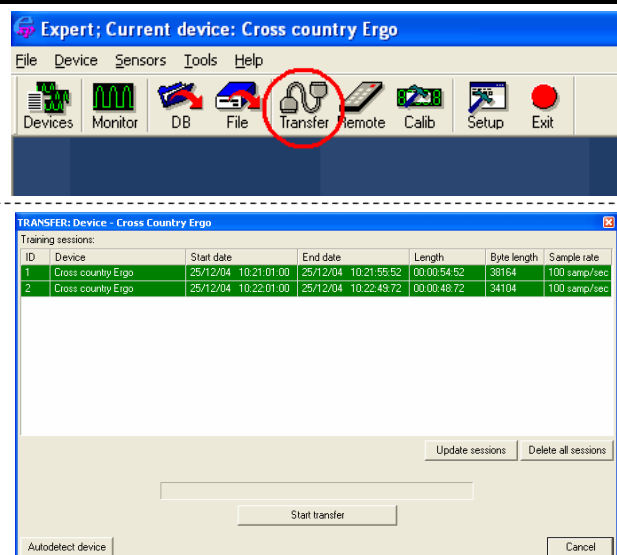 Expert; Current device: Cross country Ergo
File Device Sensors Tools Help
Devices Monitor DB File Transfer Remote Calib Setup Exit
TRANSFER: Device - Cross Country Ergo
Training sessions:
ID Device Start date End date Length Byte length Sample rate
1 Cross country Ergo 25/12/04 10:21:01:00 25/12/04 10:21:55:52 00:00:54:52 38164 100 samp/sec
2 Cross country Ergo 25/12/04 10:22:01:00 25/12/04 10:22:49:72 00:00:48:72 34104 100 samp/sec
Update sessions Delete all sessions
Start transfer
Autodetect device Cancel